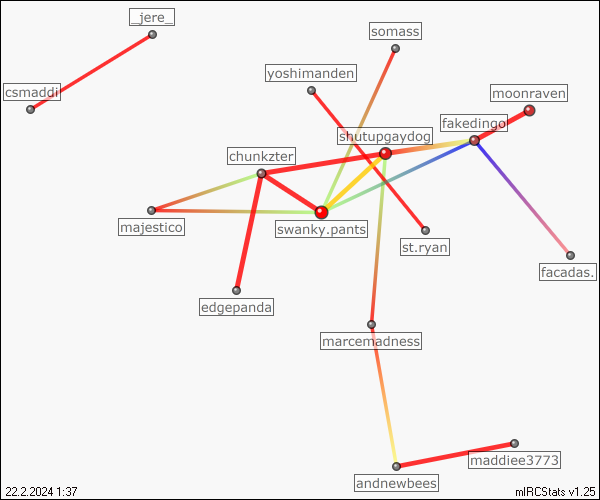 _jere_
somass
yoshimanden
csmaddi
moonraven
fakedingo
shutupgaydog
chunkzter
majestico
swanky.pants
st.ryan
facadas.
edgepanda
marcemadness
maddiee3773
andnewbees
22.2.2024 1:37
mIRCStats v1.25